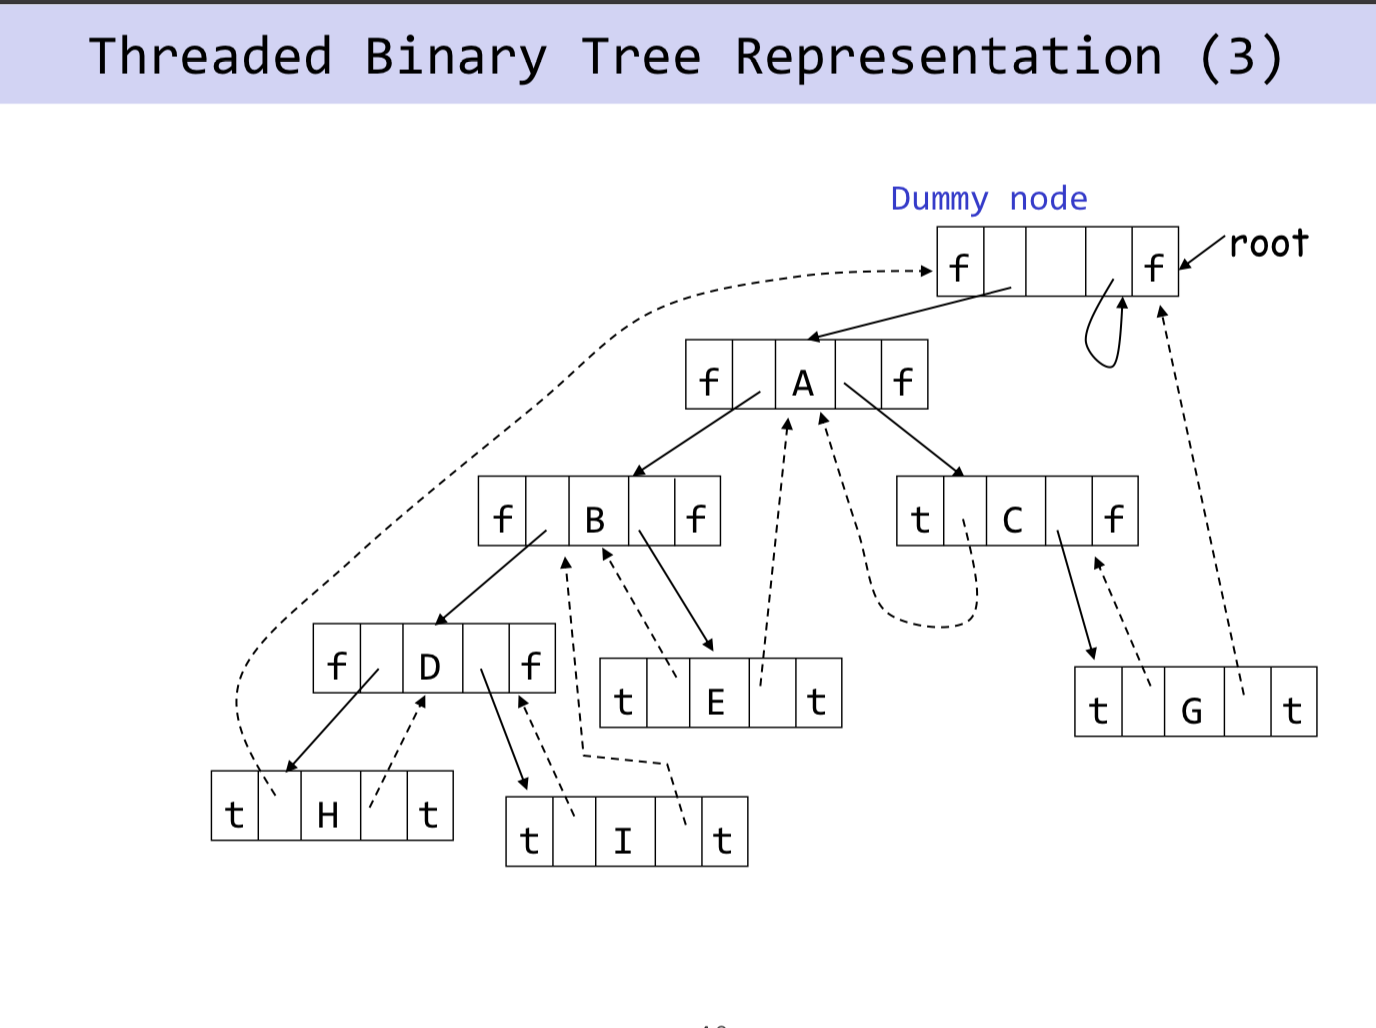 Threaded Binary Tree Representation (3)
Dummy node
root
f f
f A f
f B f
t C f
f D f
t E t
t G t
t H t
t I t